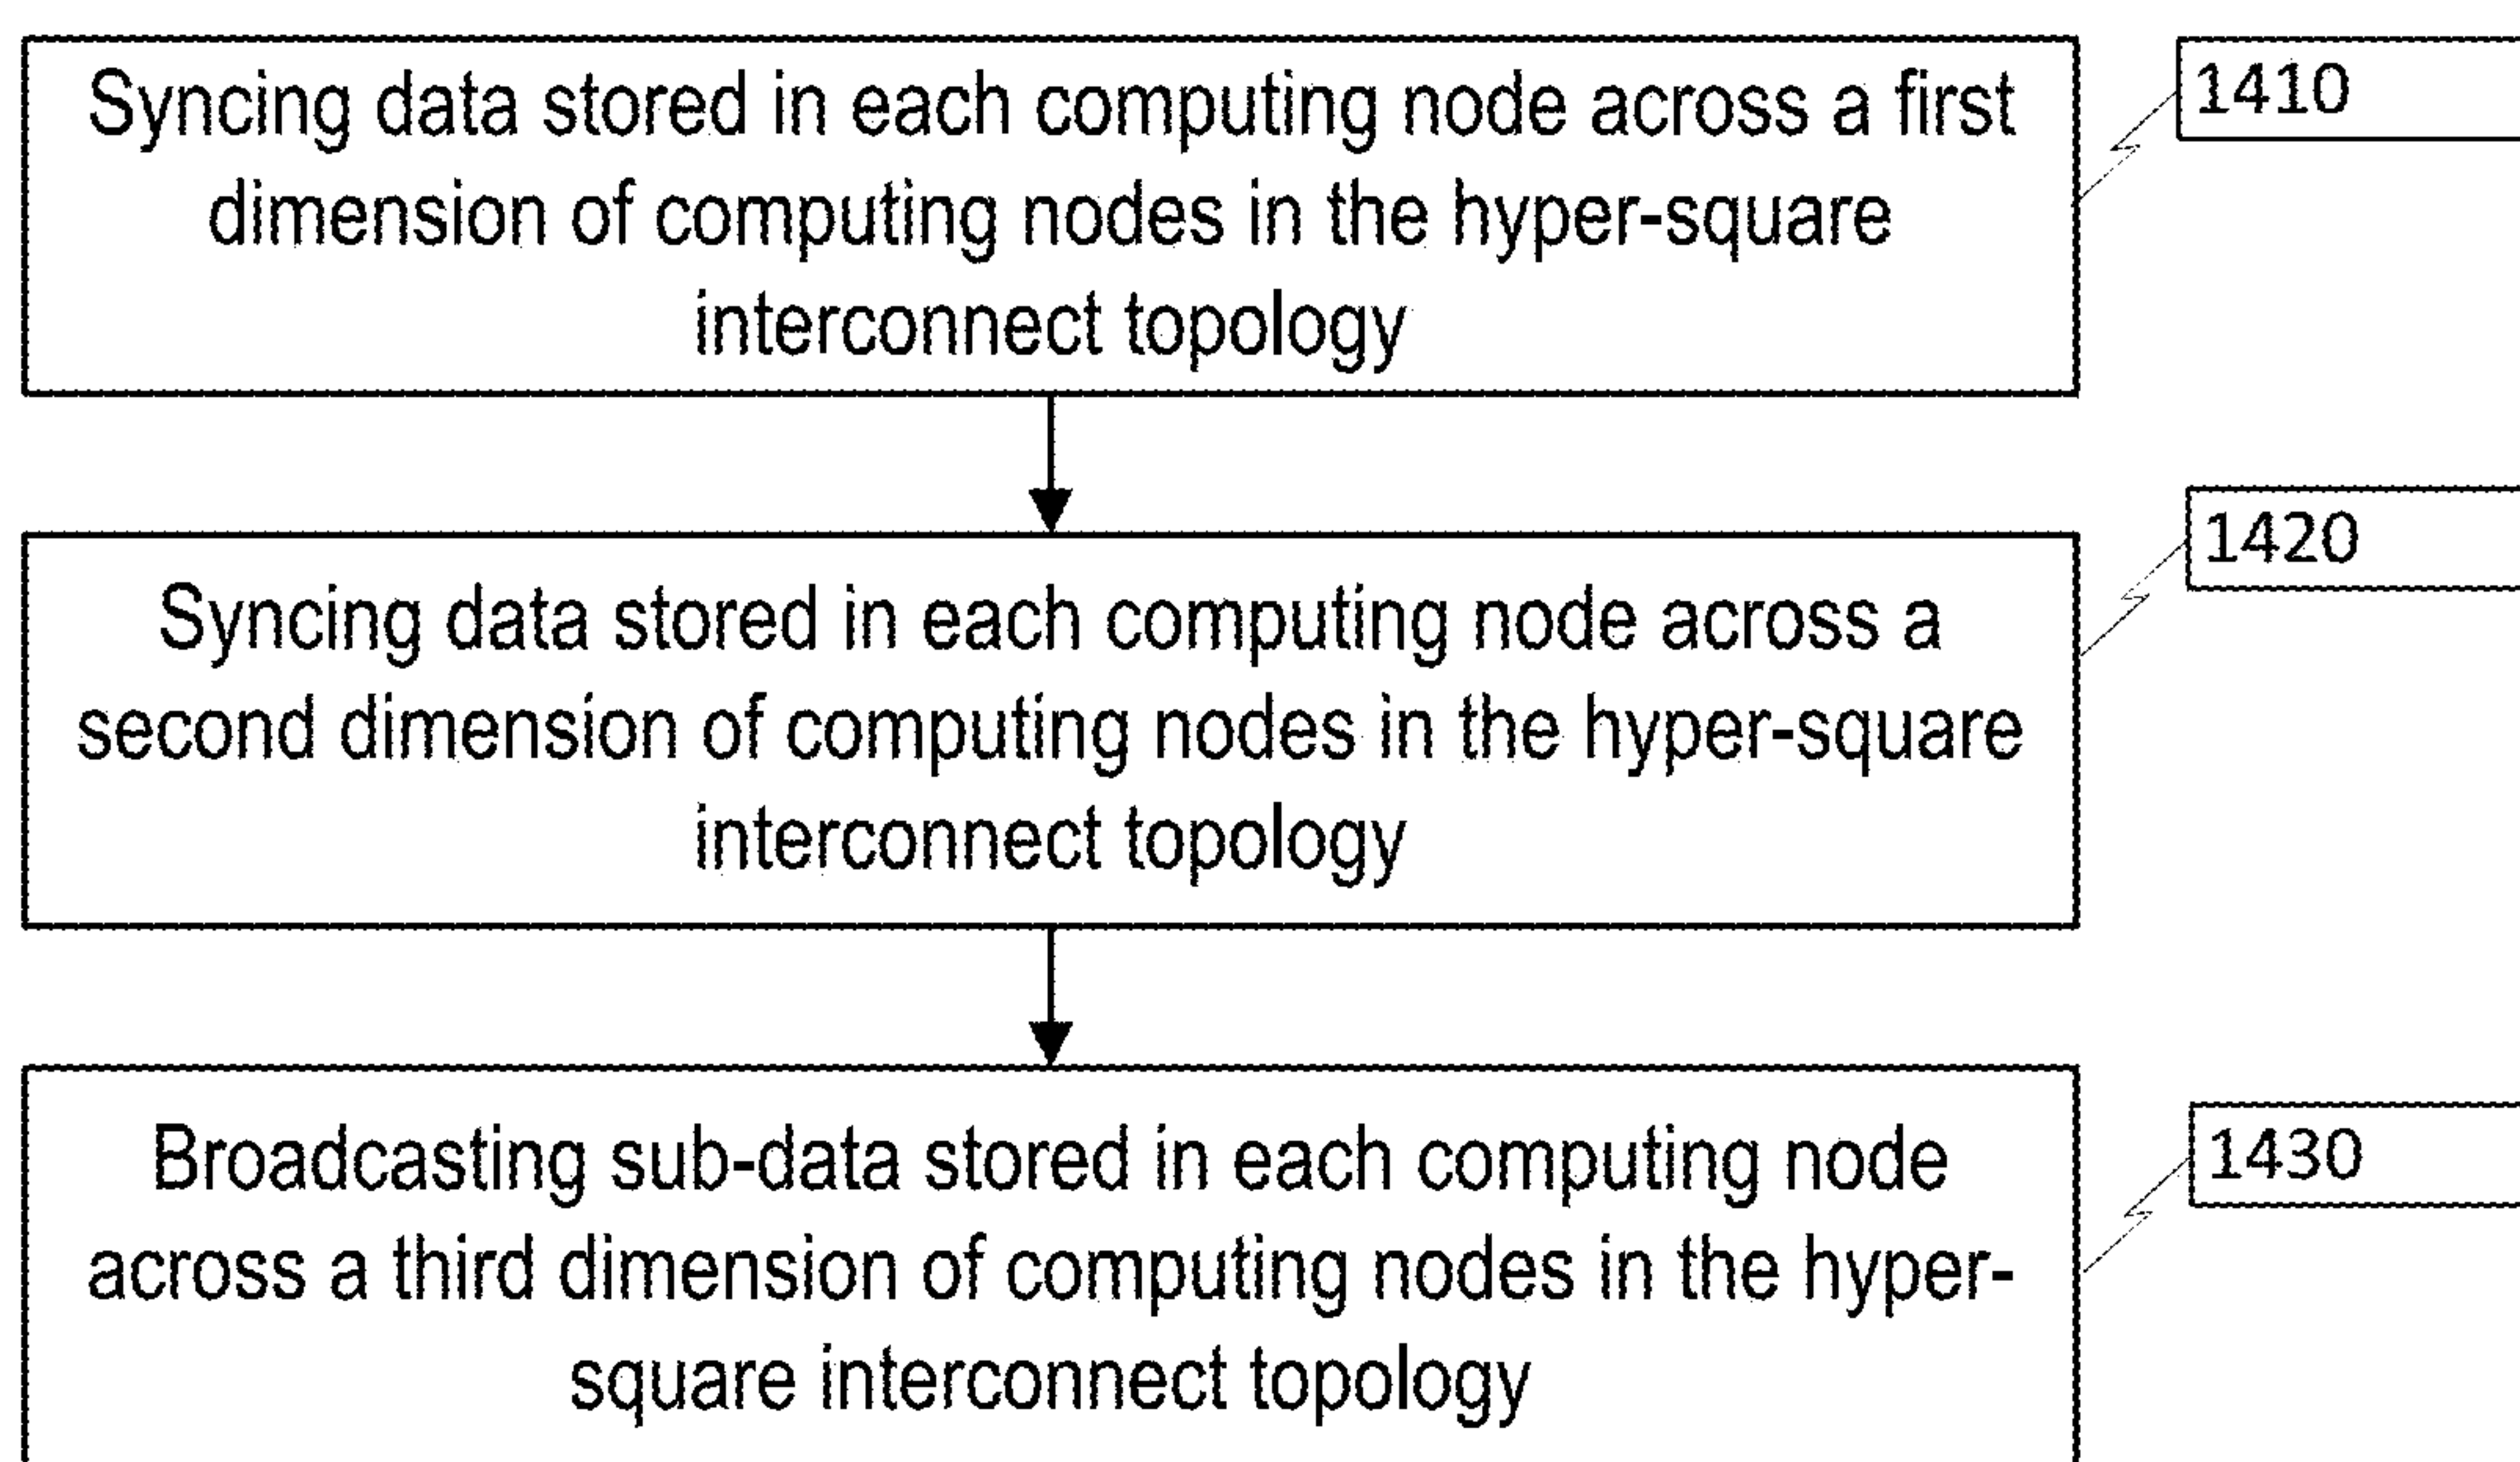 Syncing data stored in each computing node across a first
dimension of computing nodes in the hyper-square
interconnect topology
1410
Syncing data stored in each computing node across a
second dimension of computing nodes in the hyper-square
interconnect topology
1420
Broadcasting sub-data stored in each computing node
across a third dimension of computing nodes in the hyper-
square interconnect topology
1430